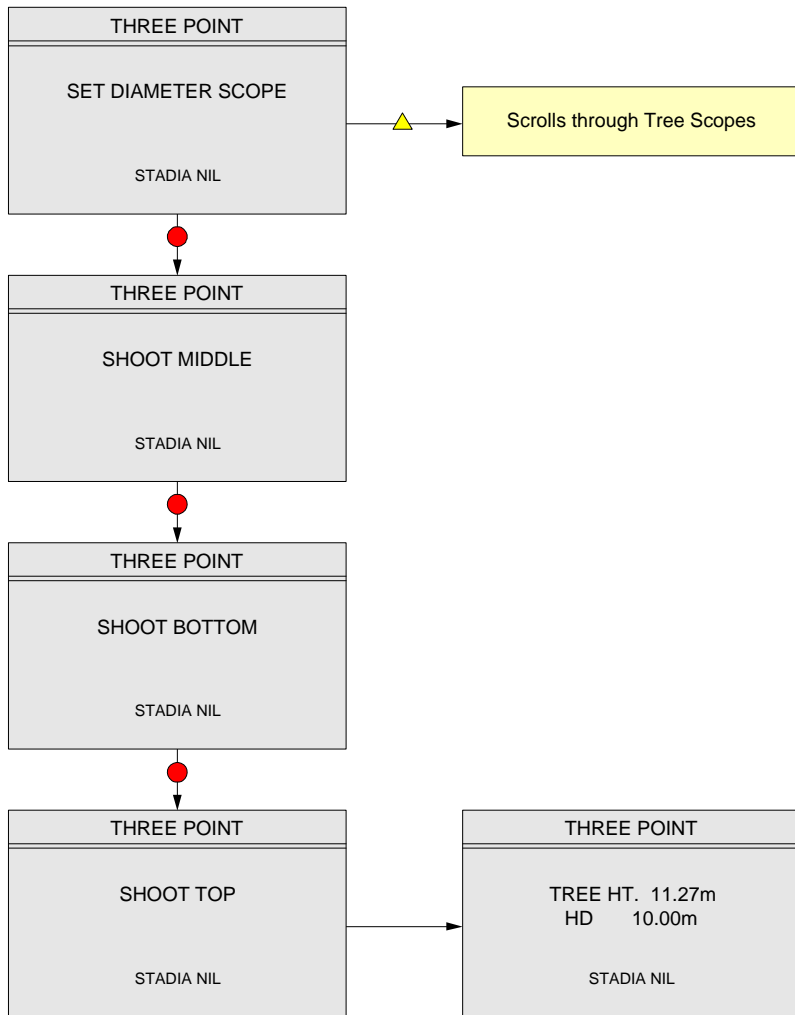 THREE POINT
SET DIAMETER SCOPE
STADIA NIL
Scrolls through Tree Scopes
THREE POINT
SHOOT MIDDLE
STADIA NIL
THREE POINT
SHOOT BOTTOM
STADIA NIL
THREE POINT
SHOOT TOP
STADIA NIL
THREE POINT
TREE HT. 11.27m
HD 10.00m
STADIA NIL